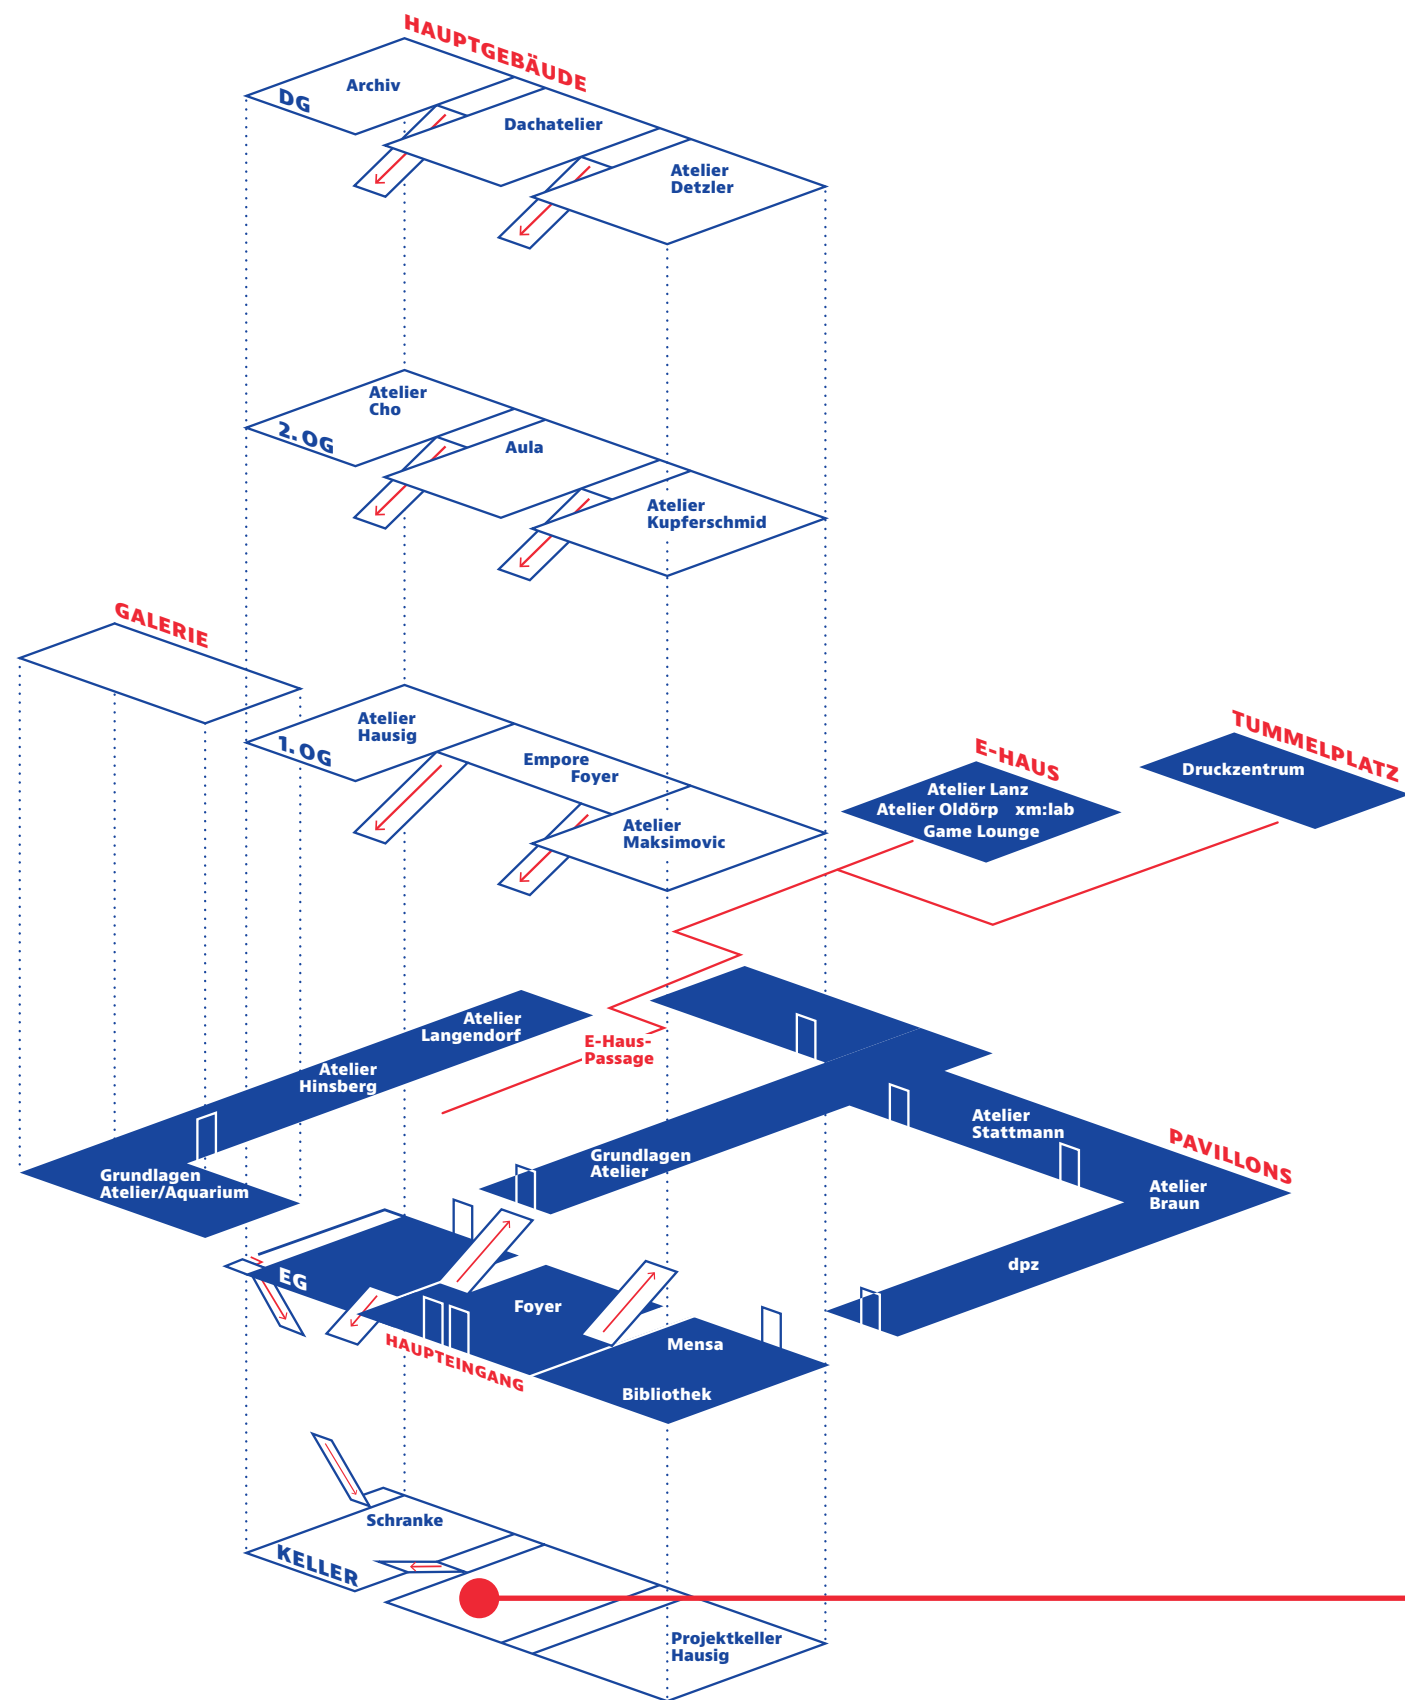 HAUPTGEBÄUDE
Archiv
DG
Dachatelier
Atelier
Detzler
Atelier
Cho
2. OG
Aula
Atelier
Kupferschmid
GALERIE
Atelier
Hausig
1. OG
Empore
Foyer
Atelier
Maksimovic
E-HAUS
Atelier Lanz
Atelier Oldörp xm:lab
Game Lounge
TUMMELPLATZ
Druckzentrum
Atelier
Langendorf
Atelier
Hinsberg
E-Haus-
Passage
Grundlagen
Atelier/Aquarium
Grundlagen
Atelier
Atelier
Stattmann
PAVILLONS
Atelier
Braun
dpz
EG
Foyer
HAUPTEINGANG
Mensa
Bibliothek
Schranke
KELLER
Projektkeller
Hausig